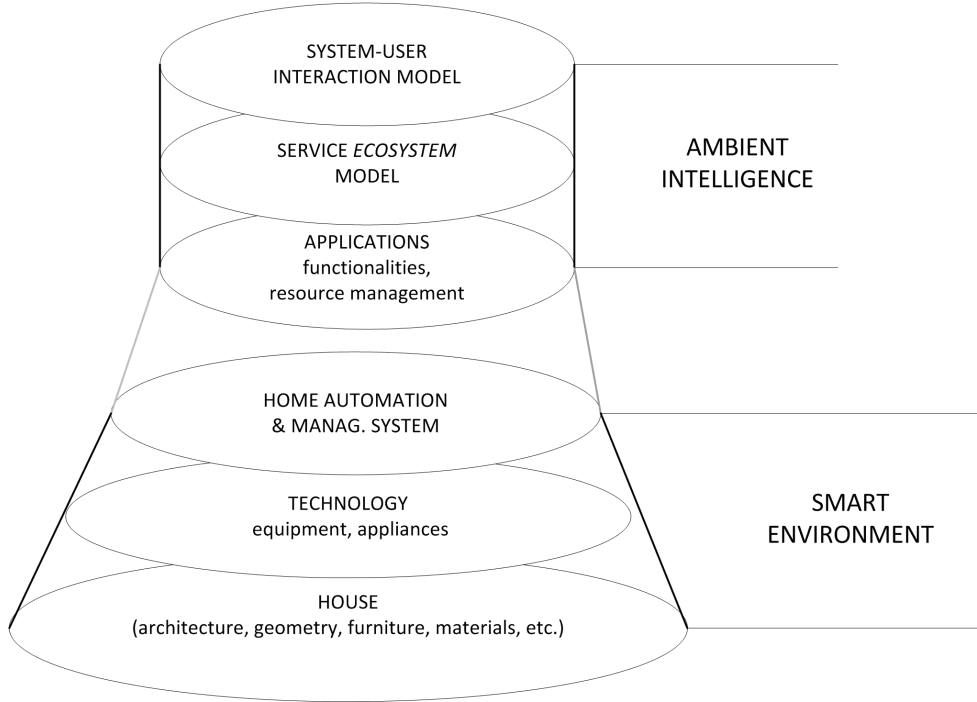 SYSTEM-USER
INTERACTION MODEL
SERVICE ECOSYSTEM
MODEL
AMBIENT
INTELLIGENCE
APPLICATIONS
functionalities,
resource management
HOME AUTOMATION
& MANAG. SYSTEM
TECHNOLOGY
equipment, appliances
SMART
ENVIRONMENT
HOUSE
(architecture, geometry, furniture, materials, etc.)